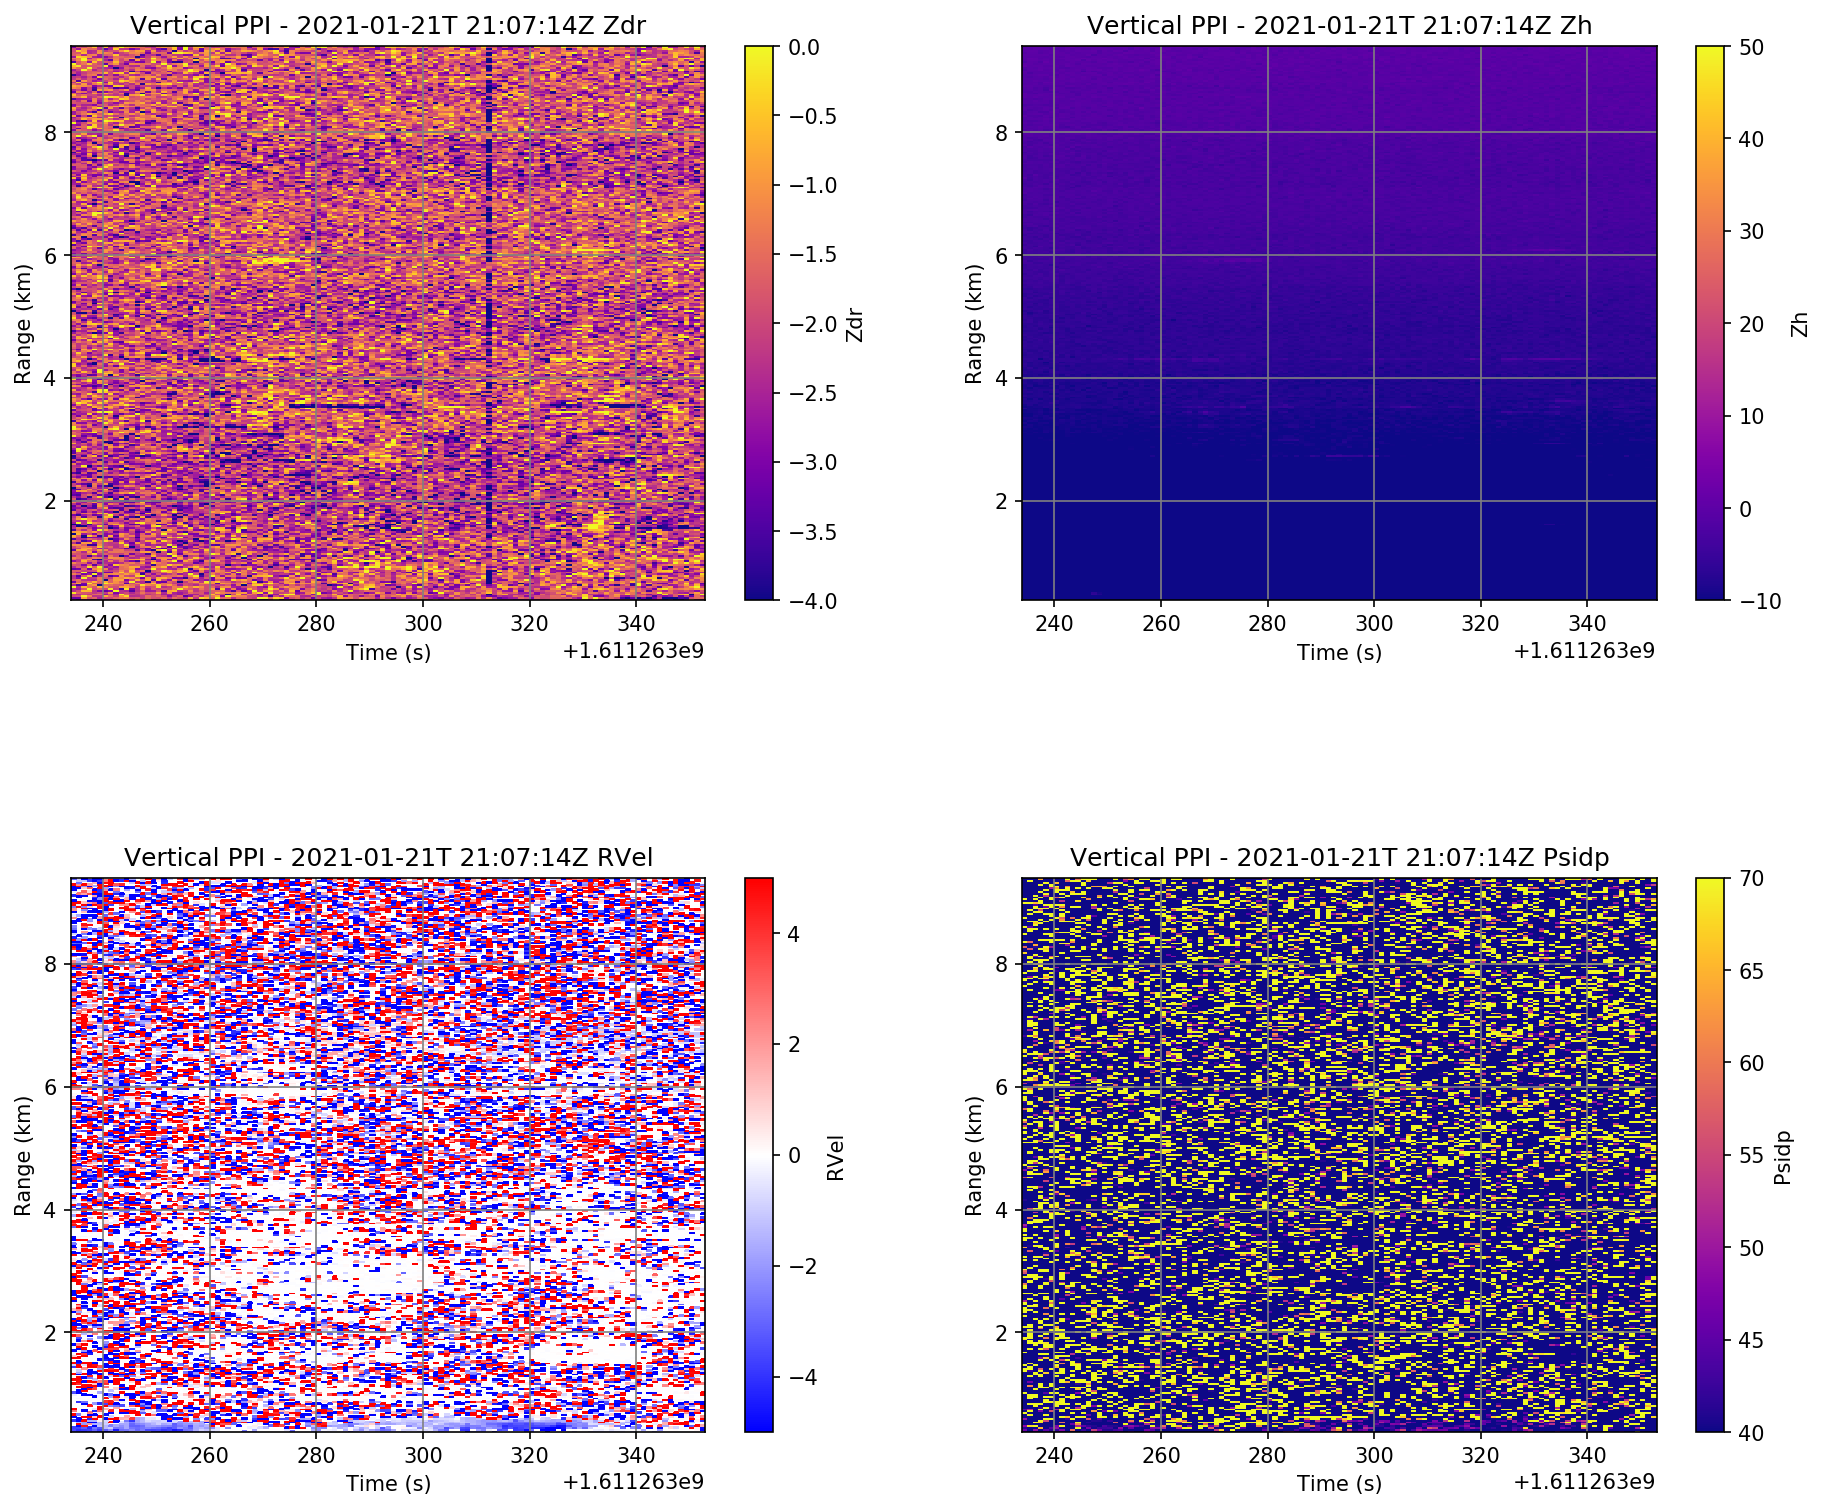 Vertical PPI - 2021-01-21T 21:07:14Z Zdr
Range (km)
8
6
4
2
240 260 280 300 320 340
Time (s)
+1.611263e9
0.0
−0.5
−1.0
−1.5
−2.0
−2.5
−3.0
−3.5
−4.0
Zdr
Vertical PPI - 2021-01-21T 21:07:14Z Zh
Range (km)
8
6
4
2
240 260 280 300 320 340
Time (s)
+1.611263e9
50
40
30
20
10
0
−10
Zh
Vertical PPI - 2021-01-21T 21:07:14Z RVel
Range (km)
8
6
4
2
240 260 280 300 320 340
Time (s)
+1.611263e9
4
2
0
−2
−4
RVel
Vertical PPI - 2021-01-21T 21:07:14Z Psidp
Range (km)
8
6
4
2
240 260 280 300 320 340
Time (s)
+1.611263e9
70
65
60
55
50
45
40
Psidp